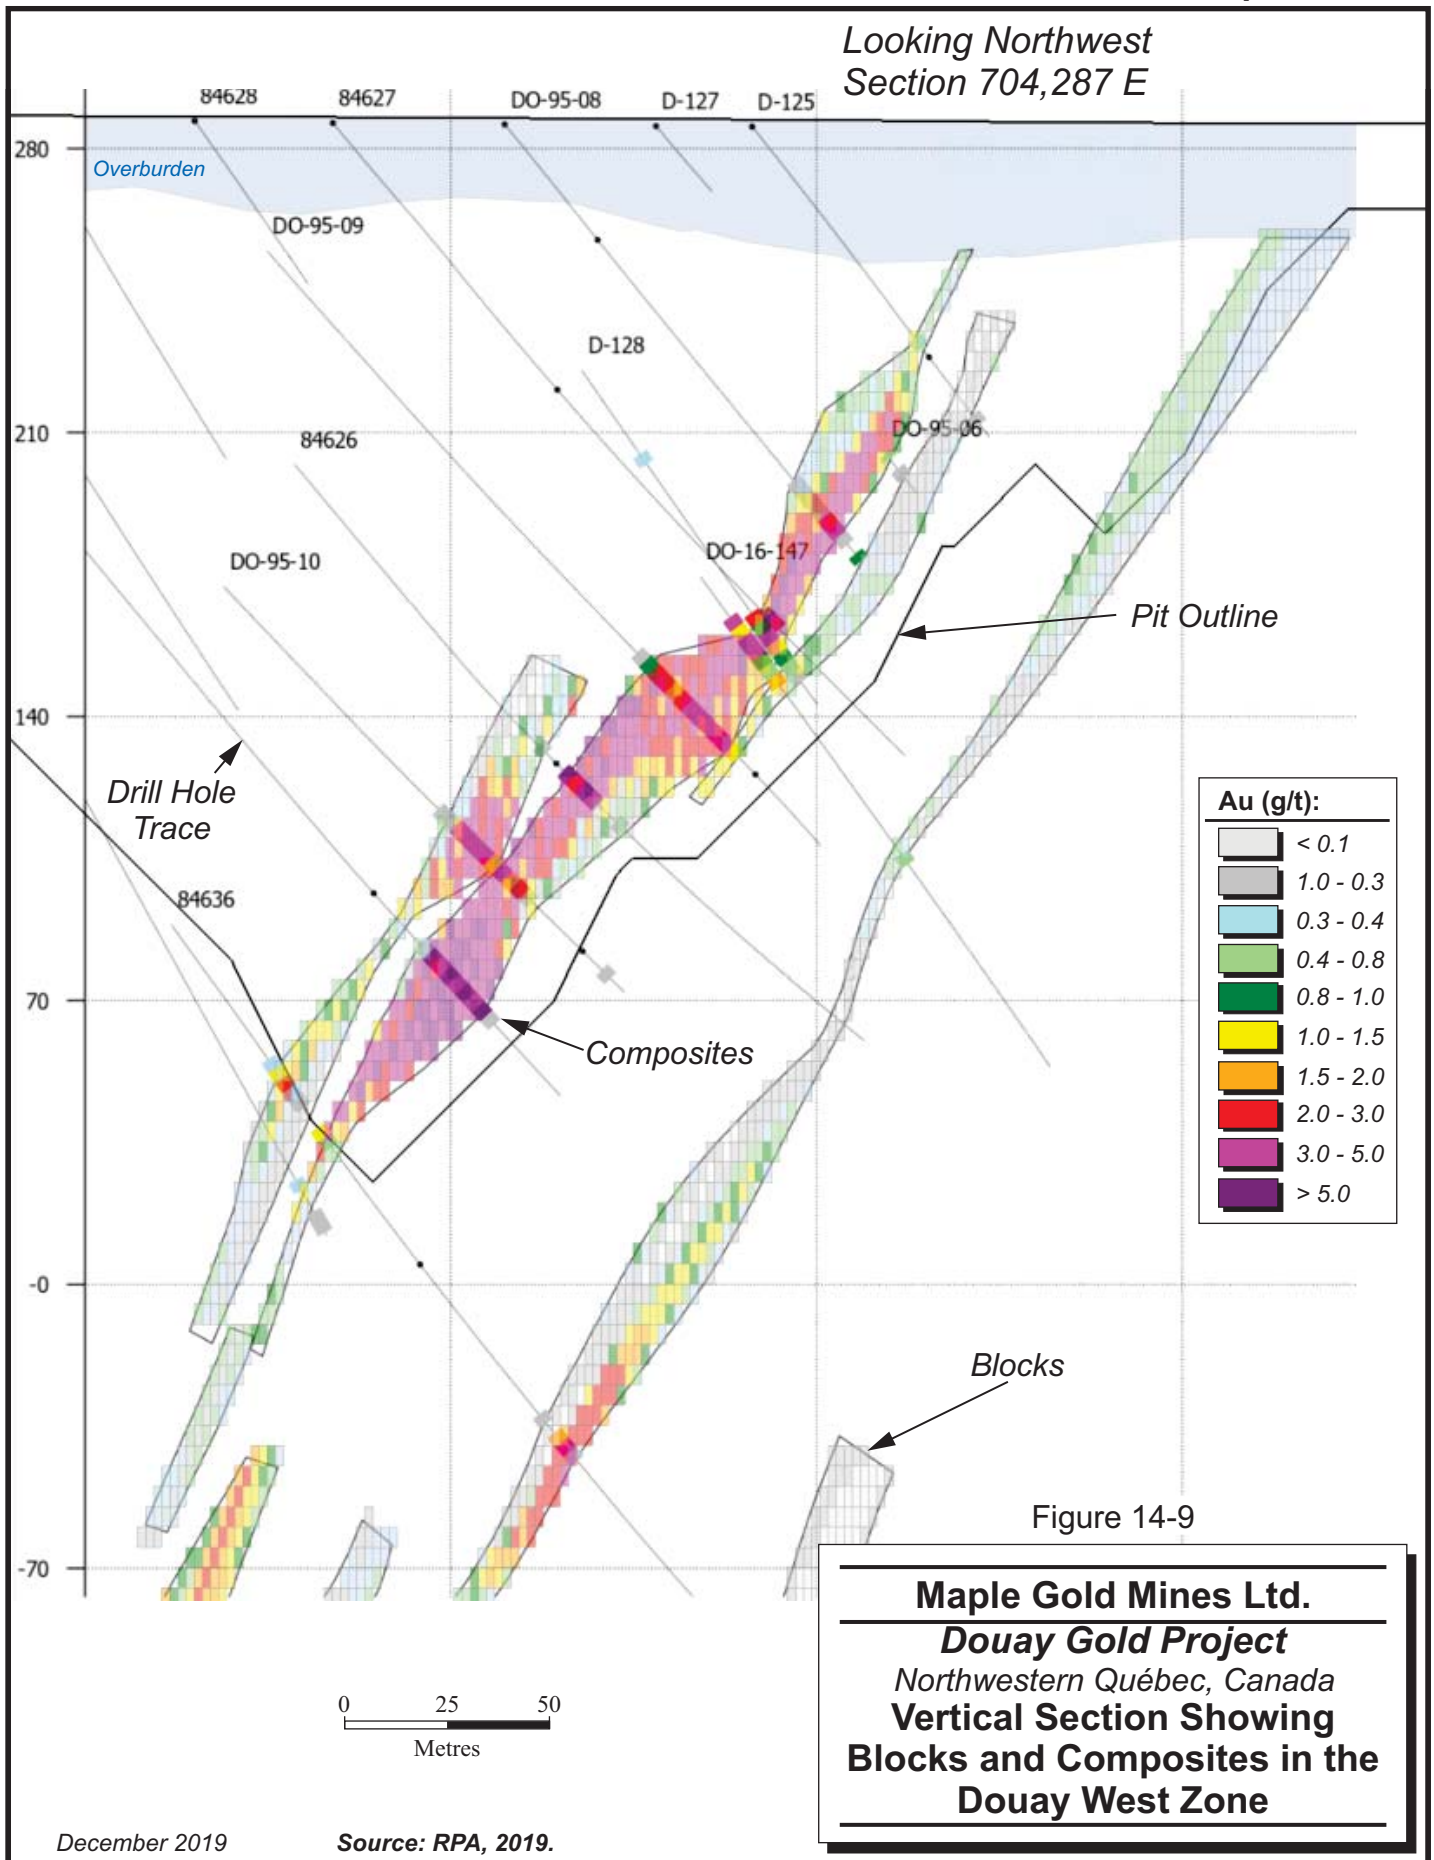 Looking Northwest
Section 704,287 E
84628
84627
DO-95-08
D-127
D-125
280
Overburden
DO-95-09
D-128
210
84626
DO-95-06
DO-95-10
DO-16-147
Pit Outline
140
Drill Hole
Trace
84636
Au (g/t):
< 0.1
1.0 - 0.3
0.3 - 0.4
0.4 - 0.8
0.8 - 1.0
1.0 - 1.5
1.5 - 2.0
2.0 - 3.0
3.0 - 5.0
> 5.0
70
Composites
-0
Blocks
-70
Figure 14-9
Maple Gold Mines Ltd.
Douay Gold Project
Northwestern Québec, Canada
Vertical Section Showing
Blocks and Composites in the
Douay West Zone
0 25 50
Metres
December 2019
Source: RPA, 2019.